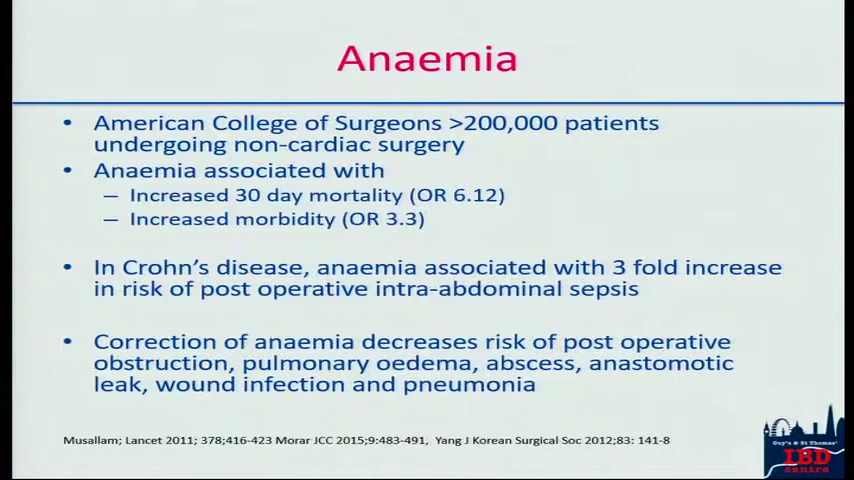 Anaemia
• American College of Surgeons >200,000 patients
undergoing non-cardiac surgery
• Anaemia associated with
– Increased 30 day mortality (OR 6.12)
– Increased morbidity (OR 3.3)
• In Crohn's disease, anaemia associated with 3 fold increase
in risk of post operative intra-abdominal sepsis
• Correction of anaemia decreases risk of post operative
obstruction, pulmonary oedema, abscess, anastomotic
leak, wound infection and pneumonia
Musallam; Lancet 2011; 378;416-423 Morar JCC 2015;9:483-491, Yang J Korean Surgical Soc 2012;83: 141-8
Guy's & St Thomas'
IBD
centre